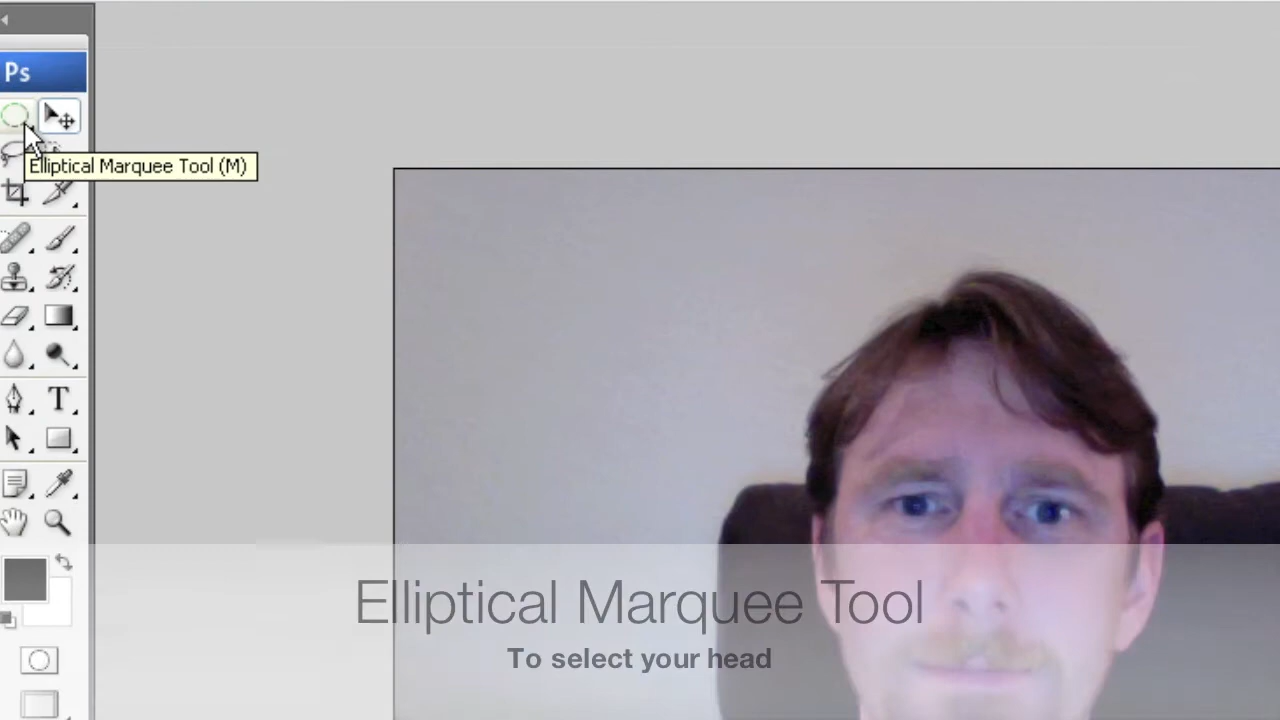 Ps
Elliptical Marquee Tool (M)
T
Elliptical Marquee Tool
To select your head